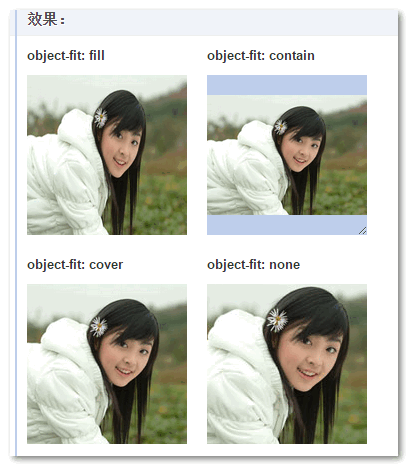 效果：
object-fit: fill
object-fit: contain
object-fit: cover
object-fit: none